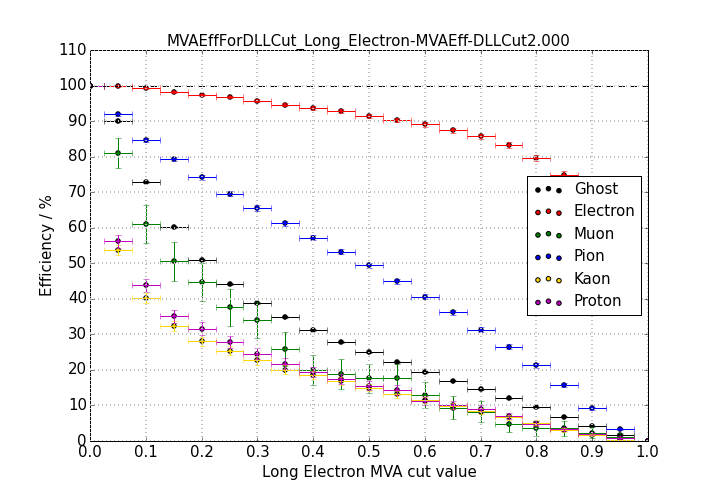 MVAEffForDLLCut_Long_Electron-MVAEff-DLLCut2.000
110
100
90
80
70
60
50
40
30
20
10
0
Efficiency / %
Ghost
Electron
Muon
Pion
Kaon
Proton
0.0 0.1 0.2 0.3 0.4 0.5 0.6 0.7 0.8 0.9 1.0
Long Electron MVA cut value